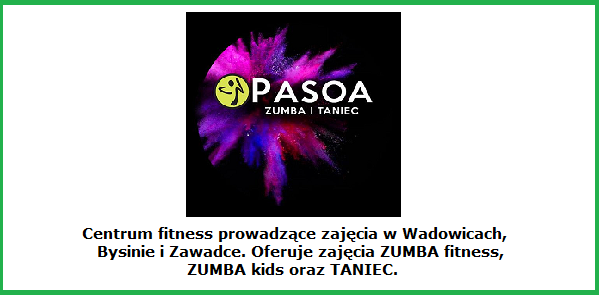 PASOA
ZUMBA I TANIEC
Centrum fitness prowadzące zajęcia w Wadowicach,
Bysinie i Zawadce. Oferuje zajęcia ZUMBA fitness,
ZUMBA kids oraz TANIEC.